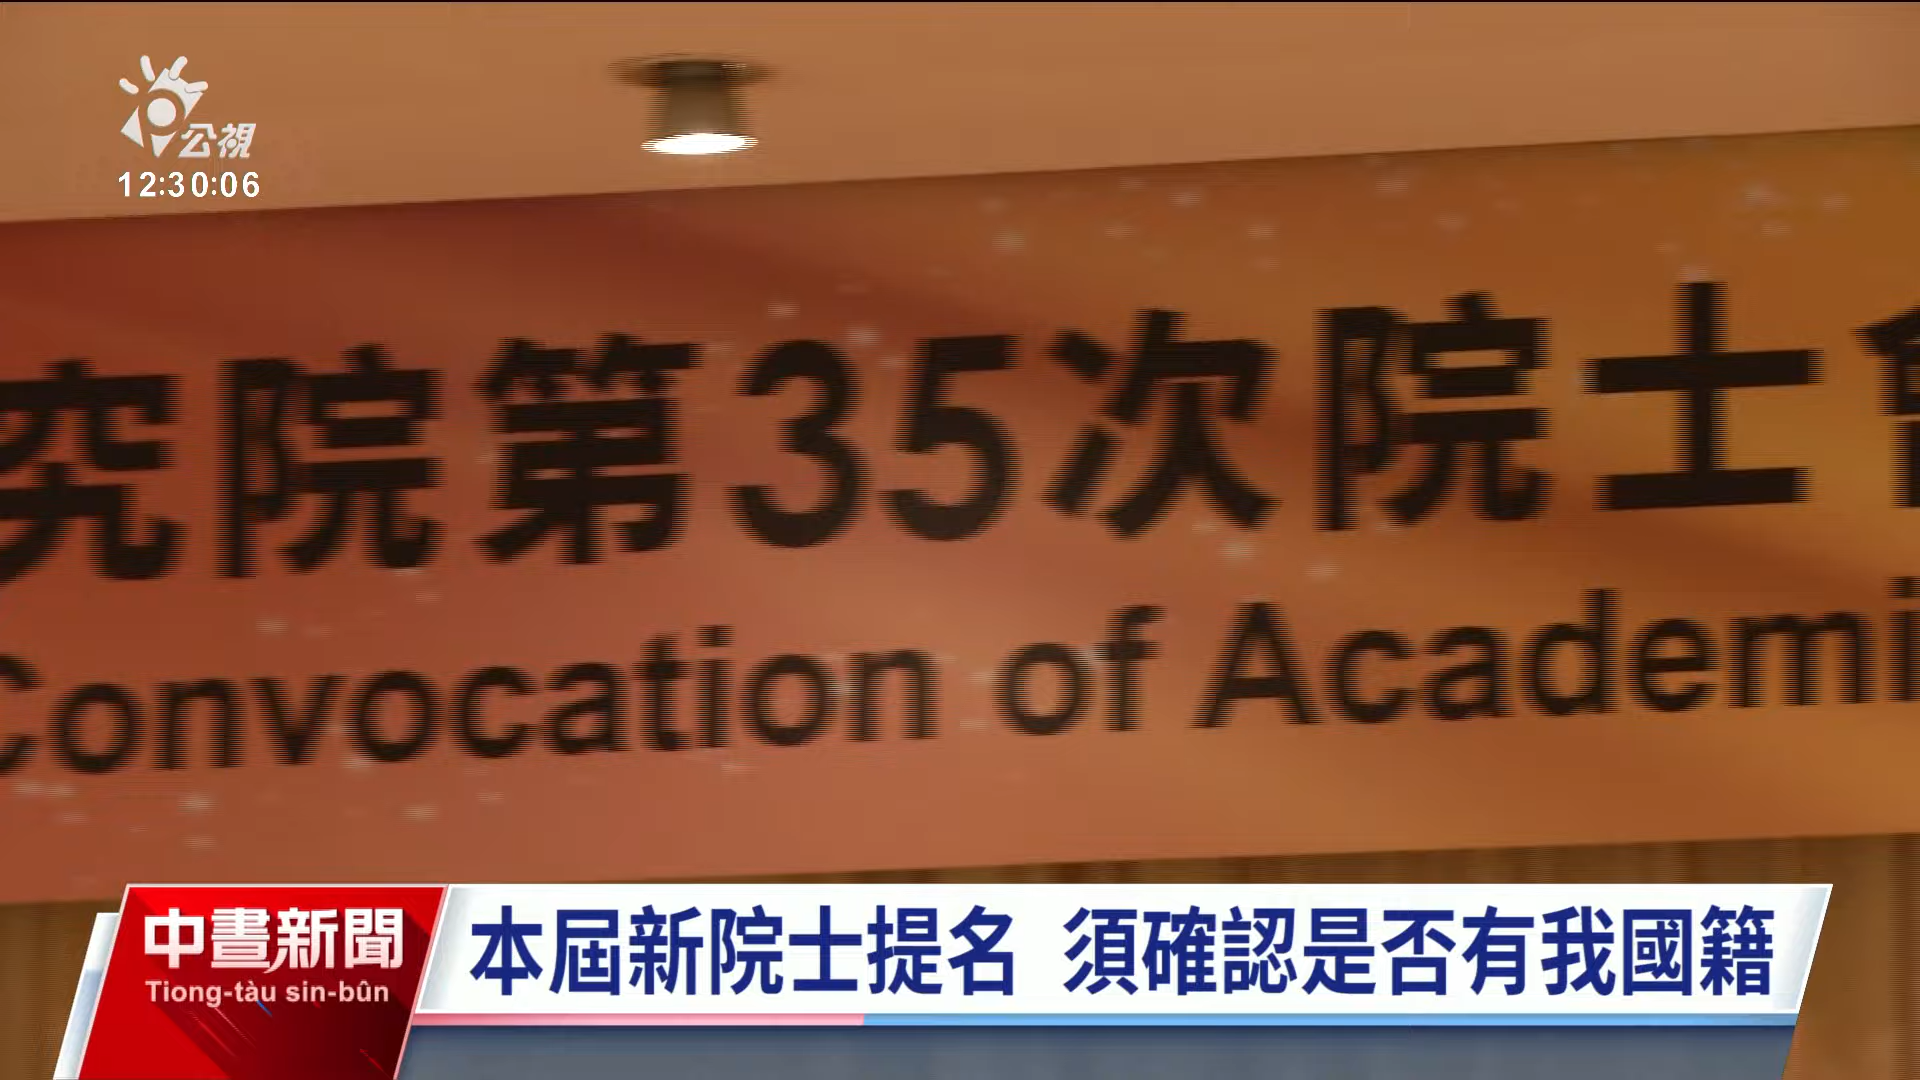 公視
12:30:06
究院第35次院士會
Convocation of Academi
中晝新聞
Tiong-tàu sin-bûn
本屆新院士提名 須確認是否有我國籍